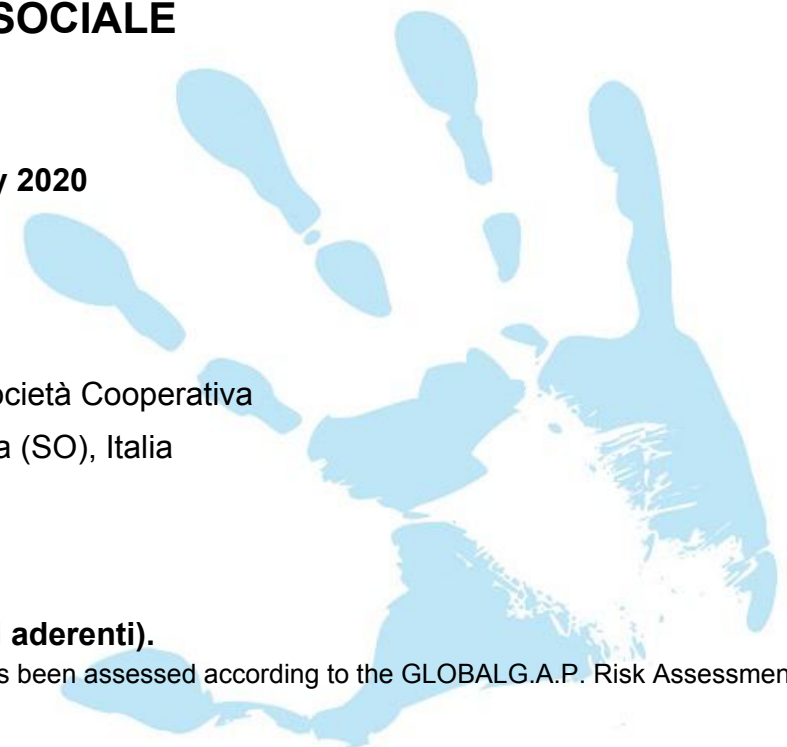 SOCIALE
y 2020
ocietà Cooperativa
a (SO), Italia
aderenti).
s been assessed according to the GLOBALG.A.P. Risk Assessmen